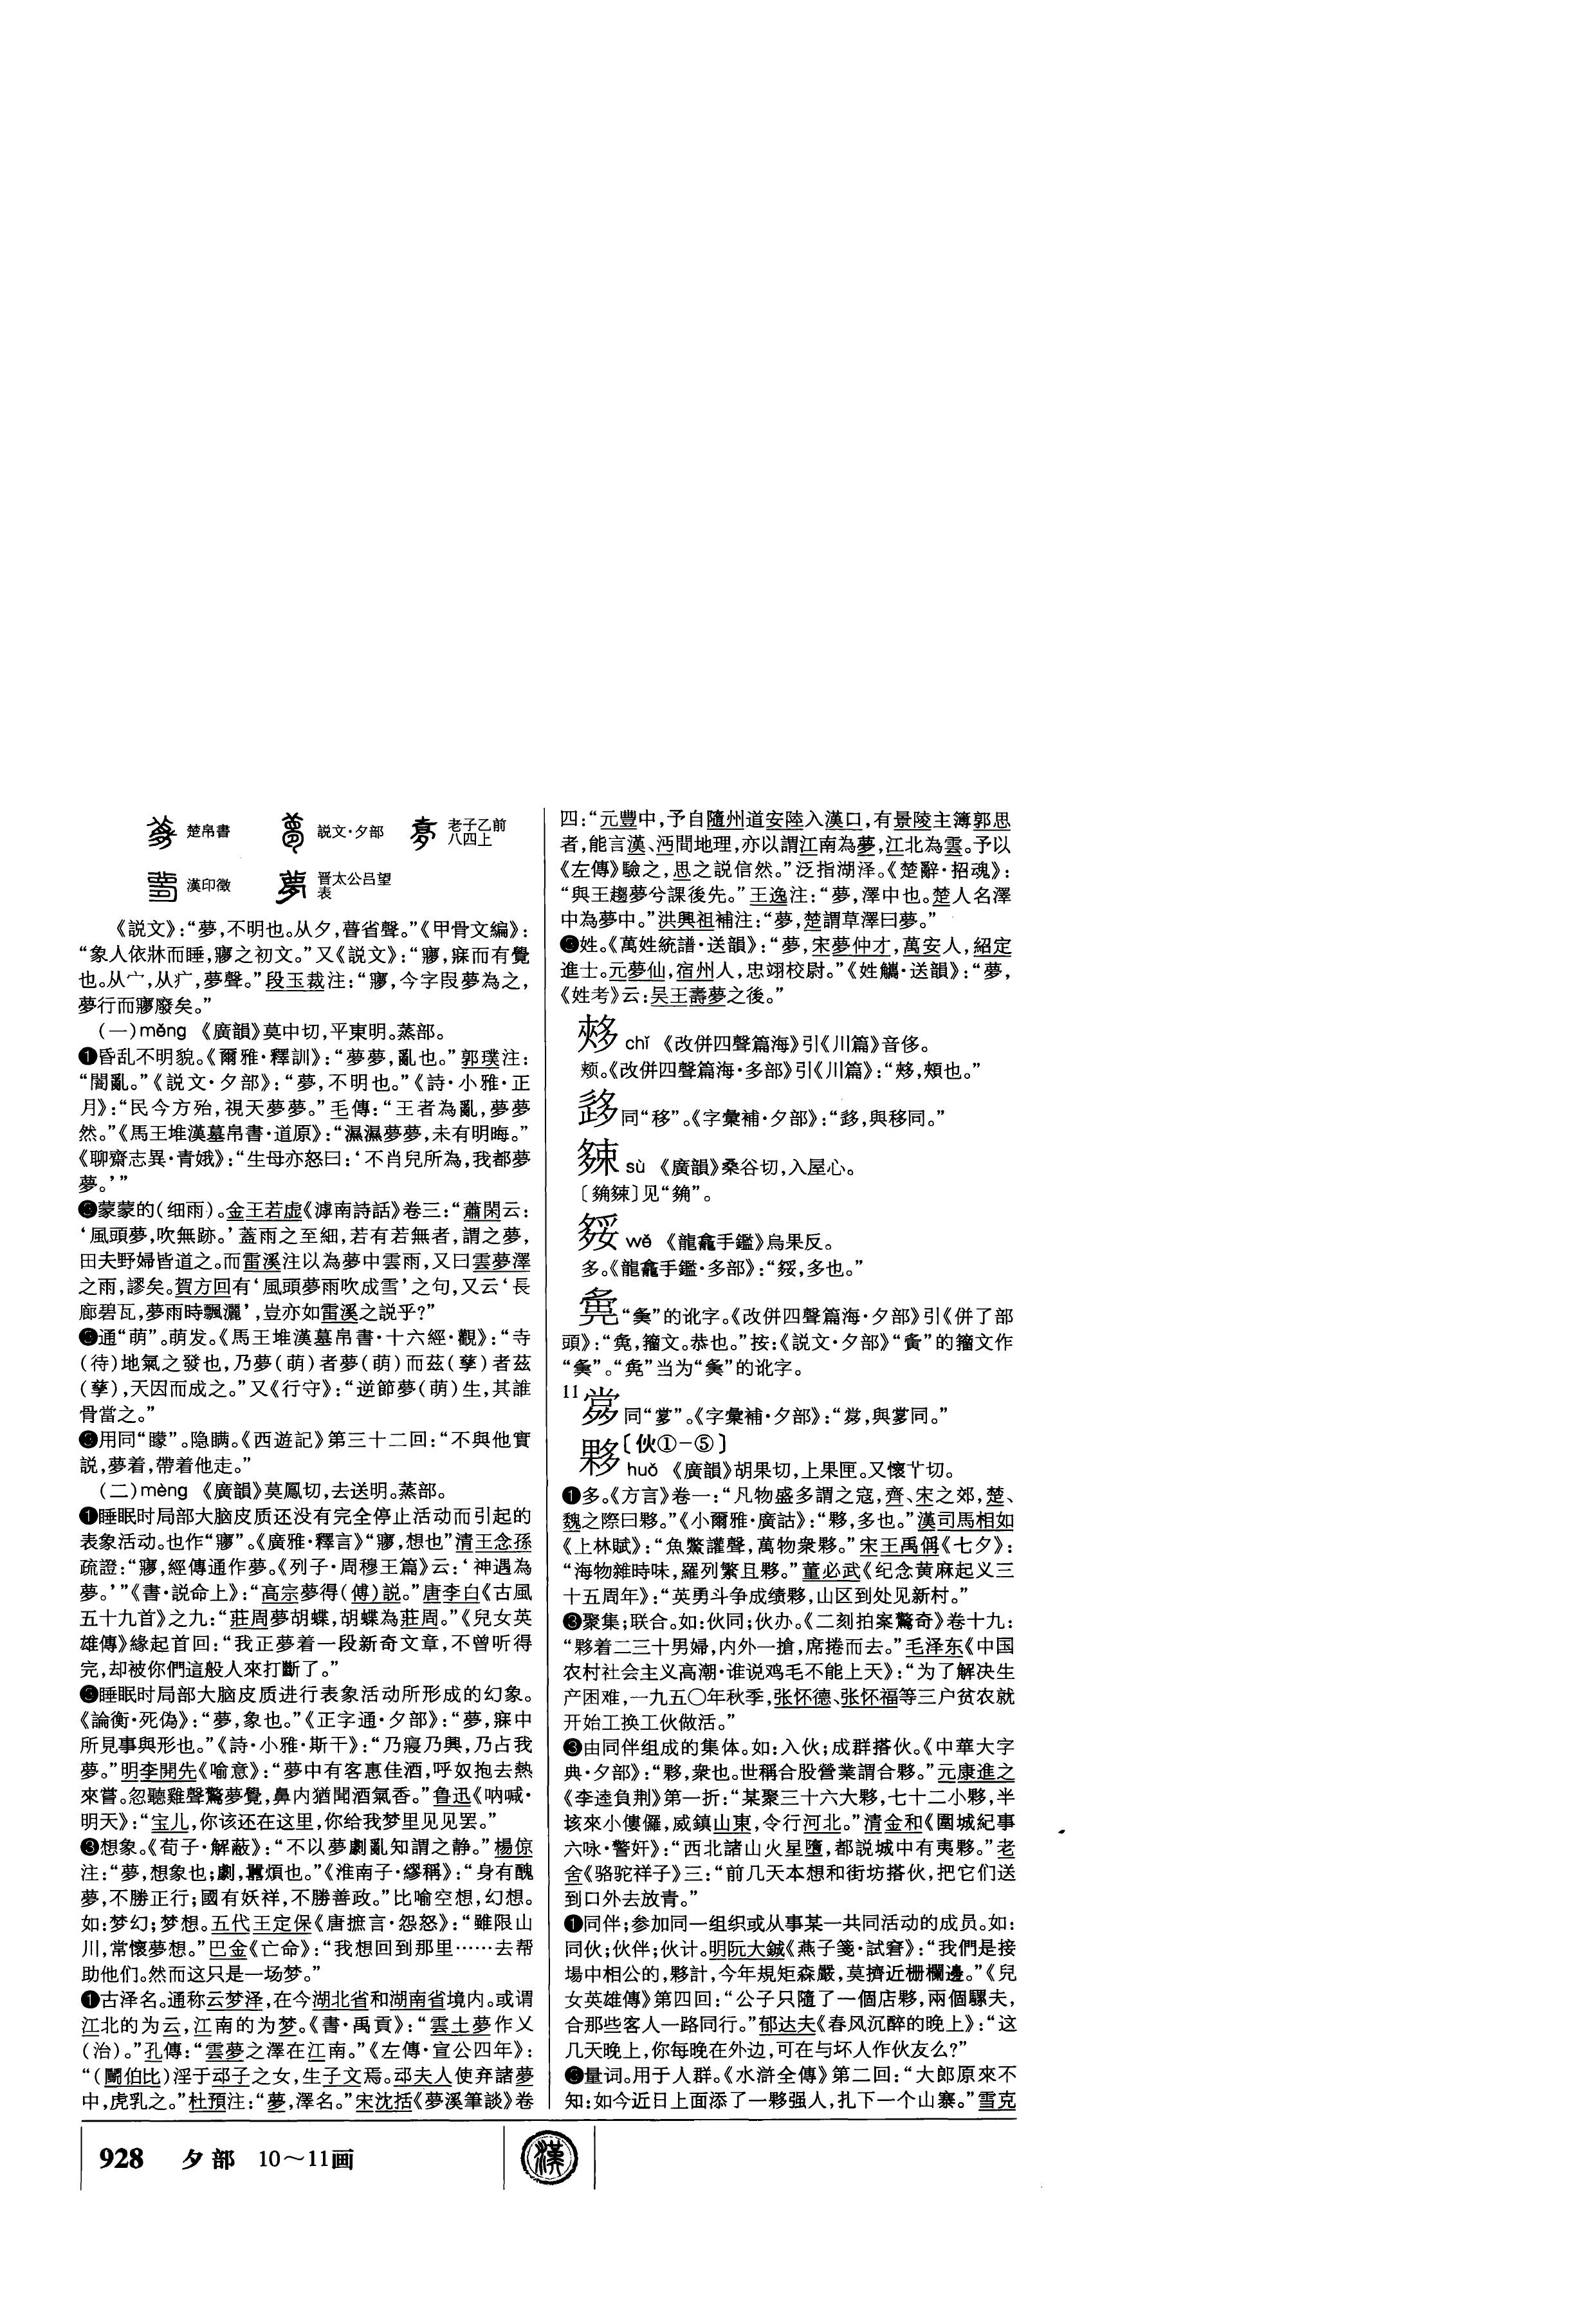 楚帛書 説文·夕部 老子乙前八四上
漢印徵 晋太公吕望表
《説文》：“夢，不明也。从夕，瞢省聲。”《甲骨文編》：
“象人依牀而睡，㝱之初文。”又《説文》：“㝱，寐而有覺
也。从宀，从疒，夢聲。”段玉裁注：“㝱，今字叚夢為之，
夢行而㝱廢矣。”
（一）měng 《廣韻》莫中切，平東明。蒸部。
❶昏乱不明貌。《爾雅·釋訓》：“夢夢，亂也。”郭璞注：
“闇亂。”《説文·夕部》：“夢，不明也。”《詩·小雅·正
月》：“民今方殆，視天夢夢。”毛傳：“王者為亂，夢夢
然。”《馬王堆漢墓帛書·道原》：“濕濕夢夢，未有明晦。”
《聊齋志異·青娥》：“生母亦怒曰：‘不肖兒所為，我都夢
夢。’”
蒙蒙的（细雨）。金王若虚《滹南詩話》卷三：“蕭閑云：
‘風頭夢，吹無跡。’蓋雨之至細，若有若無者，謂之夢，
田夫野婦皆道之。而雷溪注以為夢中雲雨，又曰雲夢澤
之雨，謬矣。賀方回有‘風頭夢雨吹成雪’之句，又云‘長
廊碧瓦，夢雨時飄灑’，豈亦如雷溪之説乎？”
通“萌”。萌发。《馬王堆漢墓帛書·十六經·觀》：“寺
（待）地氣之發也，乃夢（萌）者夢（萌）而茲（孳）者茲
（孳），天因而成之。”又《行守》：“逆節夢（萌）生，其誰
骨當之。”
用同“矇”。隐瞒。《西遊記》第三十二回：“不與他實
説，夢着，帶着他走。”
（二）mèng 《廣韻》莫鳳切，去送明。蒸部。
❶睡眠时局部大脑皮质还没有完全停止活动而引起的
表象活动。也作“㝱”。《廣雅·釋言》“㝱，想也”清王念孫
疏證：“㝱，經傳通作夢。《列子·周穆王篇》云：‘神遇為
夢。’”《書·説命上》：“高宗夢得（傅）説。”唐李白《古風
五十九首》之九：“莊周夢胡蝶，胡蝶為莊周。”《兒女英
雄傳》緣起首回：“我正夢着一段新奇文章，不曾听得
完，却被你們這般人來打斷了。”
睡眠时局部大脑皮质进行表象活动所形成的幻象。
《論衡·死偽》：“夢，象也。”《正字通·夕部》：“夢，寐中
所見事與形也。”《詩·小雅·斯干》：“乃寢乃興，乃占我
夢。”明李開先《喻意》：“夢中有客惠佳酒，呼奴抱去熱
來嘗。忽聽雞聲驚夢覺，鼻内猶聞酒氣香。”鲁迅《呐喊·
明天》：“宝儿，你该还在这里，你给我梦里见见罢。”
❸想象。《荀子·解蔽》：“不以夢劇亂知謂之静。”楊倞
注：“夢，想象也；劇，囂煩也。”《淮南子·繆稱》：“身有醜
夢，不勝正行；國有妖祥，不勝善政。”比喻空想，幻想。
如：梦幻；梦想。五代王定保《唐摭言·怨怒》：“雖限山
川，常懷夢想。”巴金《亡命》：“我想回到那里……去帮
助他们。然而这只是一场梦。”
❶古泽名。通称云梦泽，在今湖北省和湖南省境内。或谓
江北的为云，江南的为梦。《書·禹貢》：“雲土夢作乂
（治）。”孔傳：“雲夢之澤在江南。”《左傳·宣公四年》：
“（鬭伯比）淫于䢵子之女，生子文焉。䢵夫人使弃諸夢
中，虎乳之。”杜預注：“夢，澤名。”宋沈括《夢溪筆談》卷
四：“元豐中，予自隨州道安陸入漢口，有景陵主簿郭思
者，能言漢、沔間地理，亦以謂江南為夢，江北為雲。予以
《左傳》驗之，思之説信然。”泛指湖泽。《楚辭·招魂》：
“與王趨夢兮課後先。”王逸注：“夢，澤中也。楚人名澤
中為夢中。”洪興祖補注：“夢，楚謂草澤曰夢。”
姓。《萬姓統譜·送韻》：“夢，宋夢仲才，萬安人，紹定
進士。元夢仙，宿州人，忠翊校尉。”《姓觿·送韻》：“夢，
《姓考》云：吴王壽夢之後。”
chǐ 《改併四聲篇海》引《川篇》音侈。
颊。《改併四聲篇海·多部》引《川篇》：“，頰也。”
同“移”。《字彙補·夕部》：“，與移同。”
sù 《廣韻》桑谷切，入屋心。
〔〕见“”。
wě 《龍龕手鑑》烏果反。
多。《龍龕手鑑·多部》：“，多也。”
“”的讹字。《改併四聲篇海·夕部》引《併了部
頭》：“，籀文。恭也。”按：《説文·夕部》“夤”的籀文作
“”。“”当为“”的讹字。
11
同“”。《字彙補·夕部》：“，與同。”
夥〔伙①－⑤〕
huǒ 《廣韻》胡果切，上果匣。又懷𦫳切。
❶多。《方言》卷一：“凡物盛多謂之寇，齊、宋之郊，楚、
魏之際曰夥。”《小爾雅·廣詁》：“夥，多也。”漢司馬相如
《上林賦》：“魚鱉讙聲，萬物衆夥。”宋王禹偁《七夕》：
“海物雜時味，羅列繁且夥。”董必武《纪念黄麻起义三
十五周年》：“英勇斗争成绩夥，山区到处见新村。”
❸聚集；联合。如：伙同；伙办。《二刻拍案驚奇》卷十九：
“夥着二三十男婦，内外一搶，席捲而去。”毛泽东《中国
农村社会主义高潮·谁说鸡毛不能上天》：“为了解决生
产困难，一九五〇年秋季，张怀德、张怀福等三户贫农就
开始工换工伙做活。”
❸由同伴组成的集体。如：入伙；成群搭伙。《中華大字
典·夕部》：“夥，衆也。世稱合股營業謂合夥。”元康進之
《李逵負荆》第一折：“某聚三十六大夥，七十二小夥，半
垓來小僂儸，威鎮山東，令行河北。”清金和《圍城紀事
六咏·警奸》：“西北諸山火星墮，都説城中有夷夥。”老
舍《骆驼祥子》三：“前几天本想和街坊搭伙，把它们送
到口外去放青。”
❶同伴；参加同一组织或从事某一共同活动的成员。如：
同伙；伙伴；伙计。明阮大鋮《燕子箋·試窘》：“我們是接
場中相公的，夥計，今年規矩森嚴，莫擠近栅欄邊。”《兒
女英雄傳》第四回：“公子只隨了一個店夥，兩個騾夫，
合那些客人一路同行。”郁达夫《春风沉醉的晚上》：“这
几天晚上，你每晚在外边，可在与坏人作伙友么？”
量词。用于人群。《水滸全傳》第二回：“大郎原來不
知：如今近日上面添了一夥强人，扎下一个山寨。”雪克
928 夕部 10～11画
漢